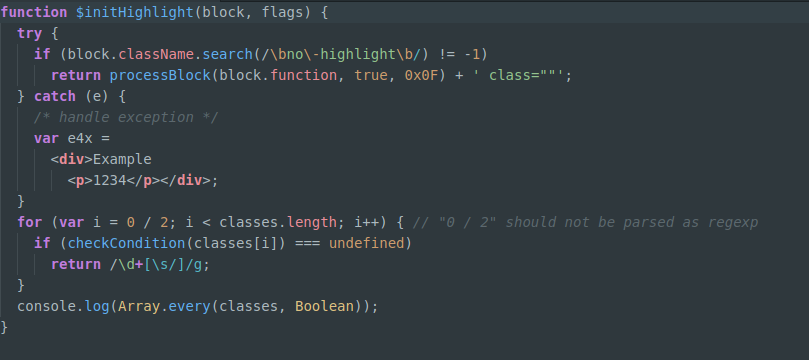 function $initHighlight(block, flags) {
  try {
    if (block.className.search(/\bno\-highlight\b/) != -1)
      return processBlock(block.function, true, 0x0F) + ' class=""';
  } catch (e) {
    /* handle exception */
    var e4x =
      <div>Example
        <p>1234</p></div>;
  }
  for (var i = 0 / 2; i < classes.length; i++) { // "0 / 2" should not be parsed as regexp
    if (checkCondition(classes[i]) === undefined)
      return /\d+[\s/]/g;
  }
  console.log(Array.every(classes, Boolean));
}